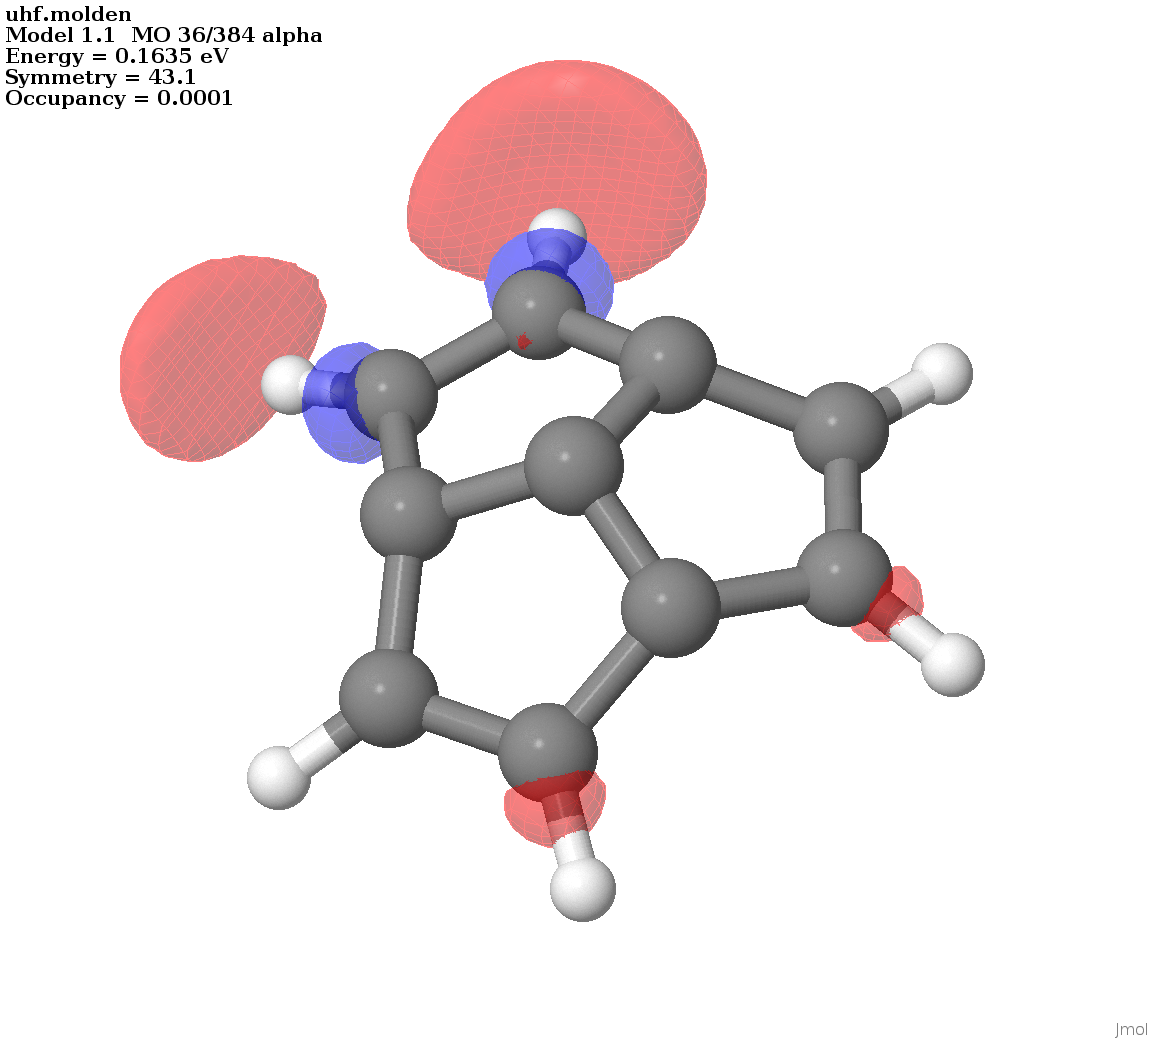 uhf.molden
Model 1.1  MO 36/384 alpha
Energy = 0.1635 eV
Symmetry = 43.1
Occupancy = 0.0001
Jmol